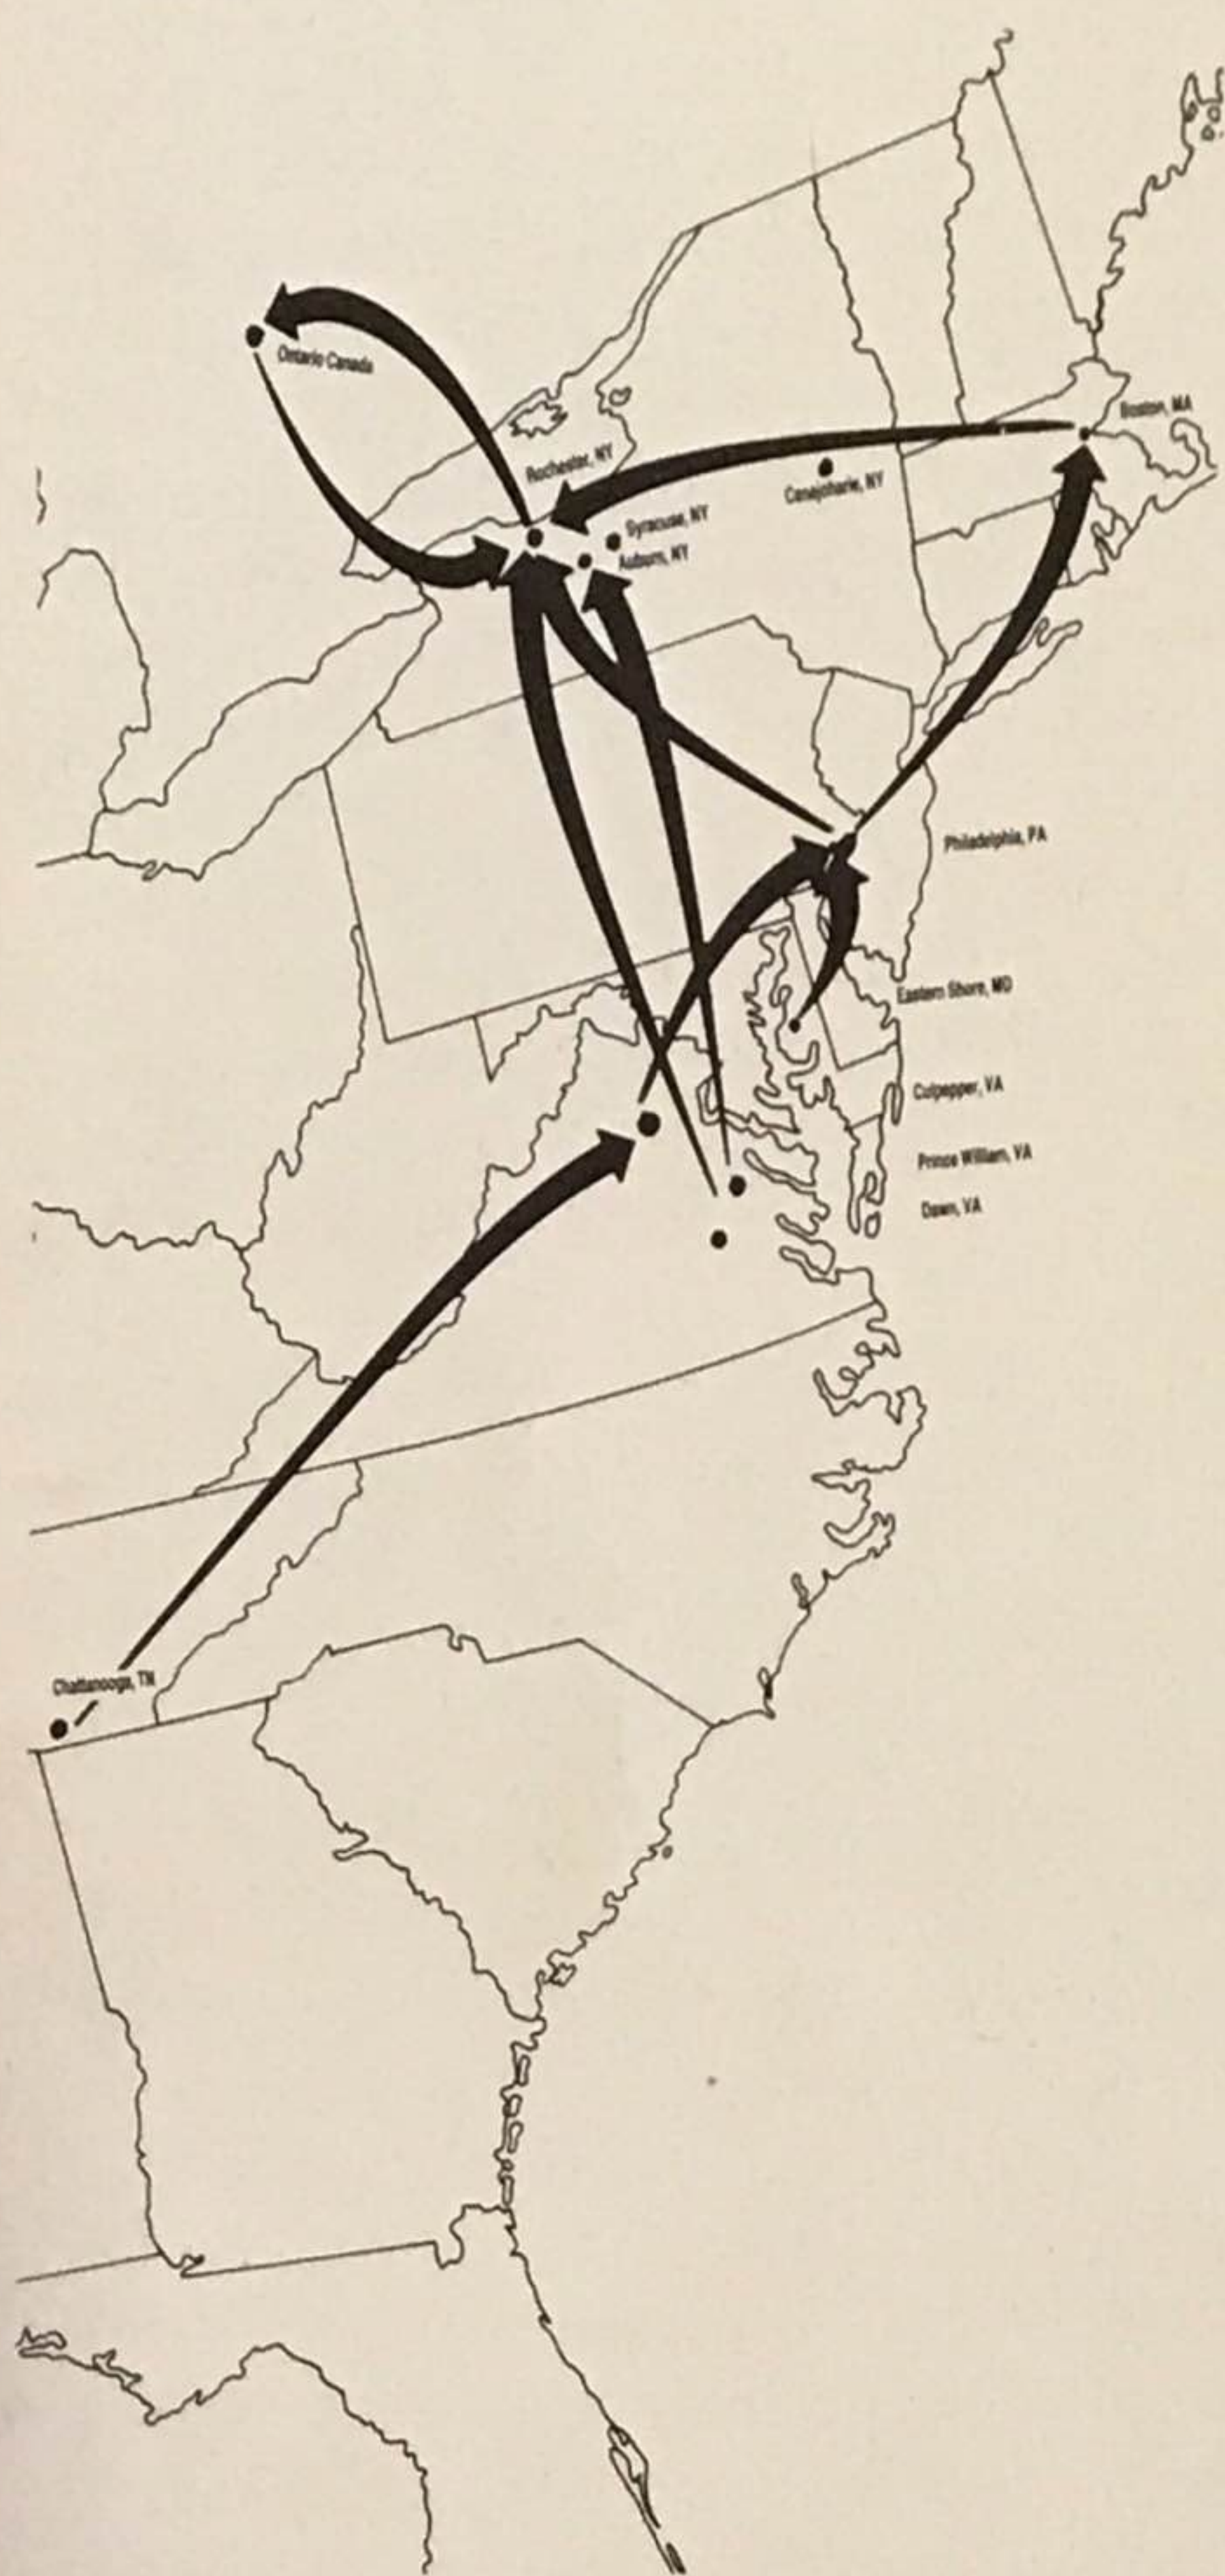 Ontario Canada
Boston, MA
Rochester, NY
Canajoharie, NY
Syracuse, NY
Auburn, NY
Philadelphia, PA
Eastern Shore, MD
Culpepper, VA
Prince William, VA
Dawn, VA
Chattanooga, TN